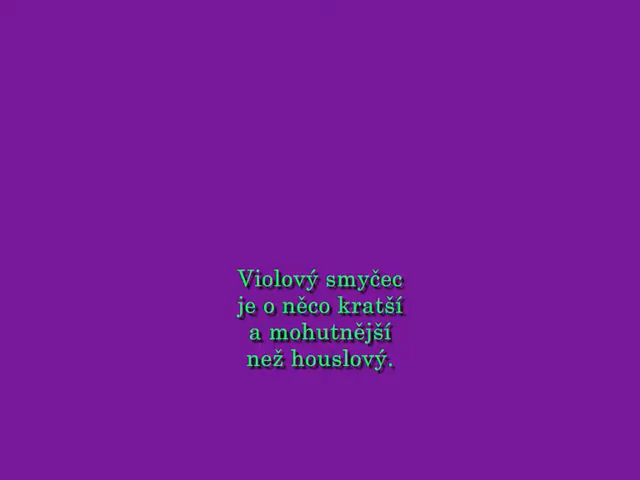 Violový smyčec
je o něco kratší
a mohutnější
než houslový.